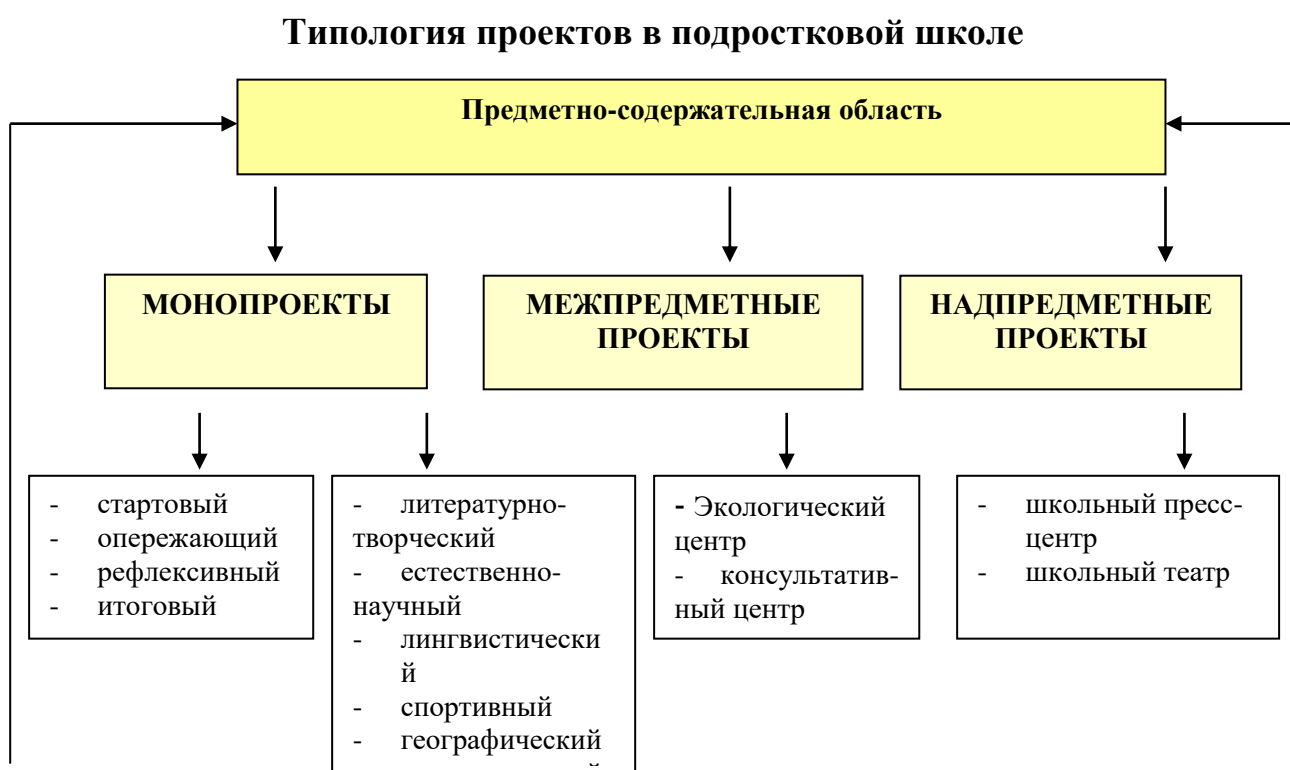 Типология проектов в подростковой школе
Предметно-содержательная область
МОНОПРОЕКТЫ
МЕЖПРЕДМЕТНЫЕ
ПРОЕКТЫ
НАДПРЕДМЕТНЫЕ
ПРОЕКТЫ
- стартовый
- опережающий
- рефлексивный
- итоговый
- литературно-
творческий
- естественно-
научный
- лингвистически
й
- спортивный
- географический
- Экологический
центр
- консультатив-
ный центр
- школьный пресс-
центр
- школьный театр